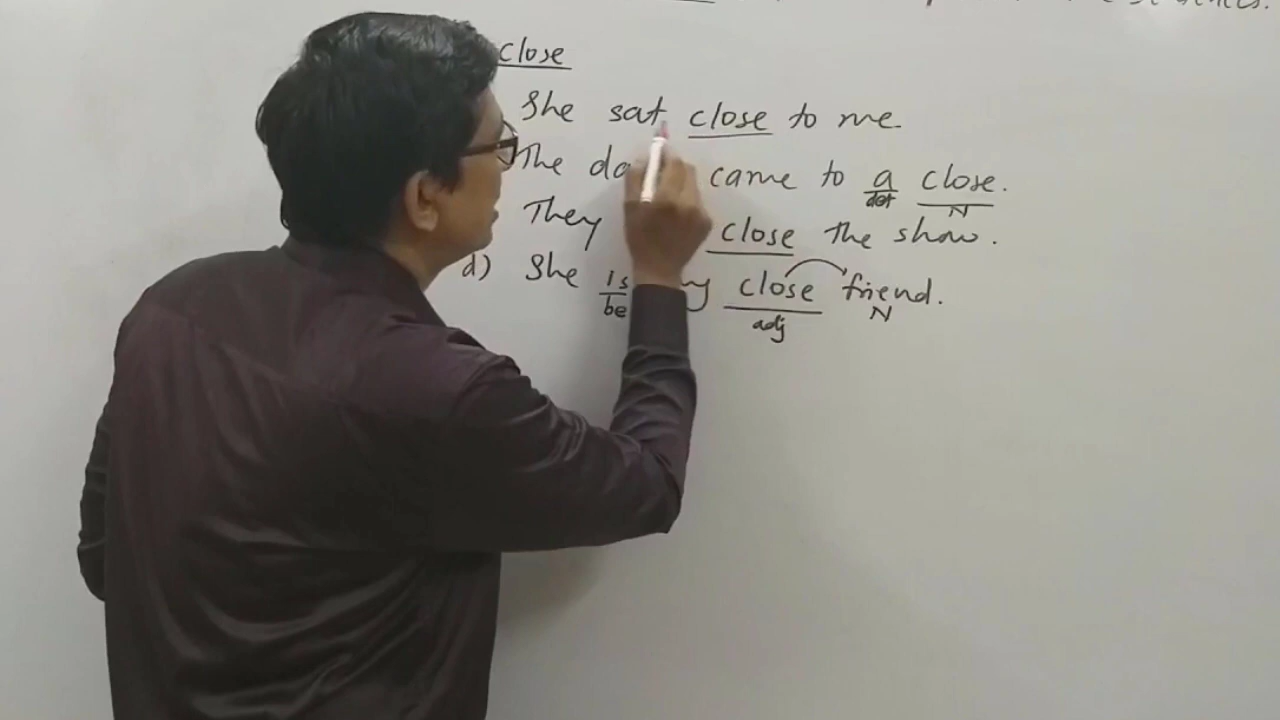 close
She sat close to me.
The came to a close.
det N
They close the show.
d) She is close friend.
be adj N